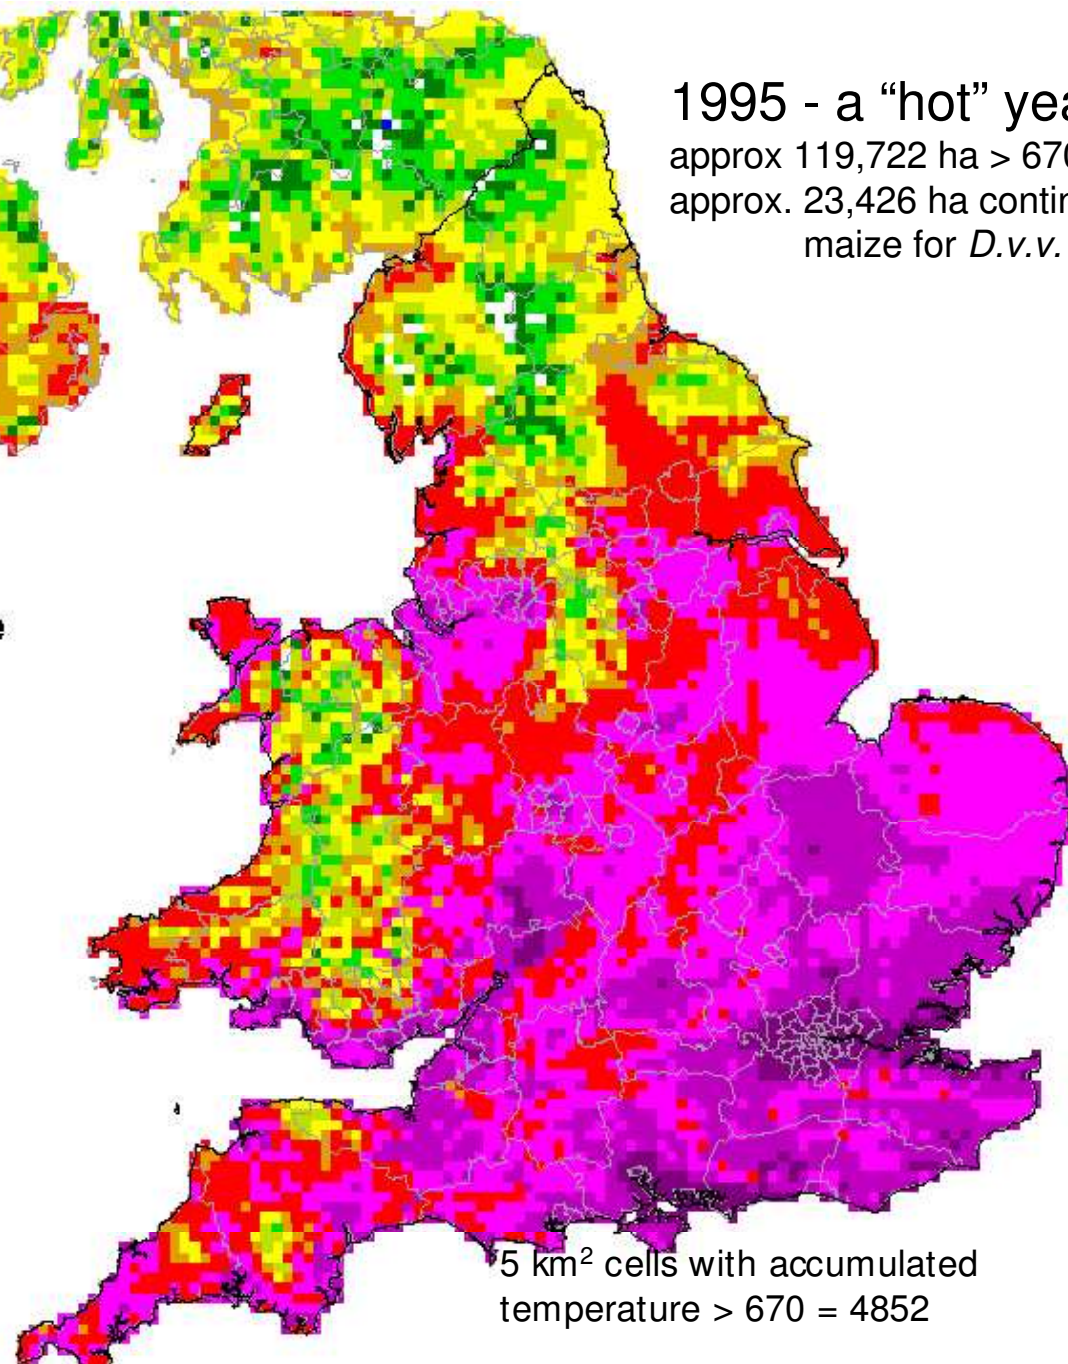 1995 - a “hot” yea
approx 119,722 ha > 670
approx. 23,426 ha contin
maize for D.v.v.
e
5 km² cells with accumulated
temperature > 670 = 4852